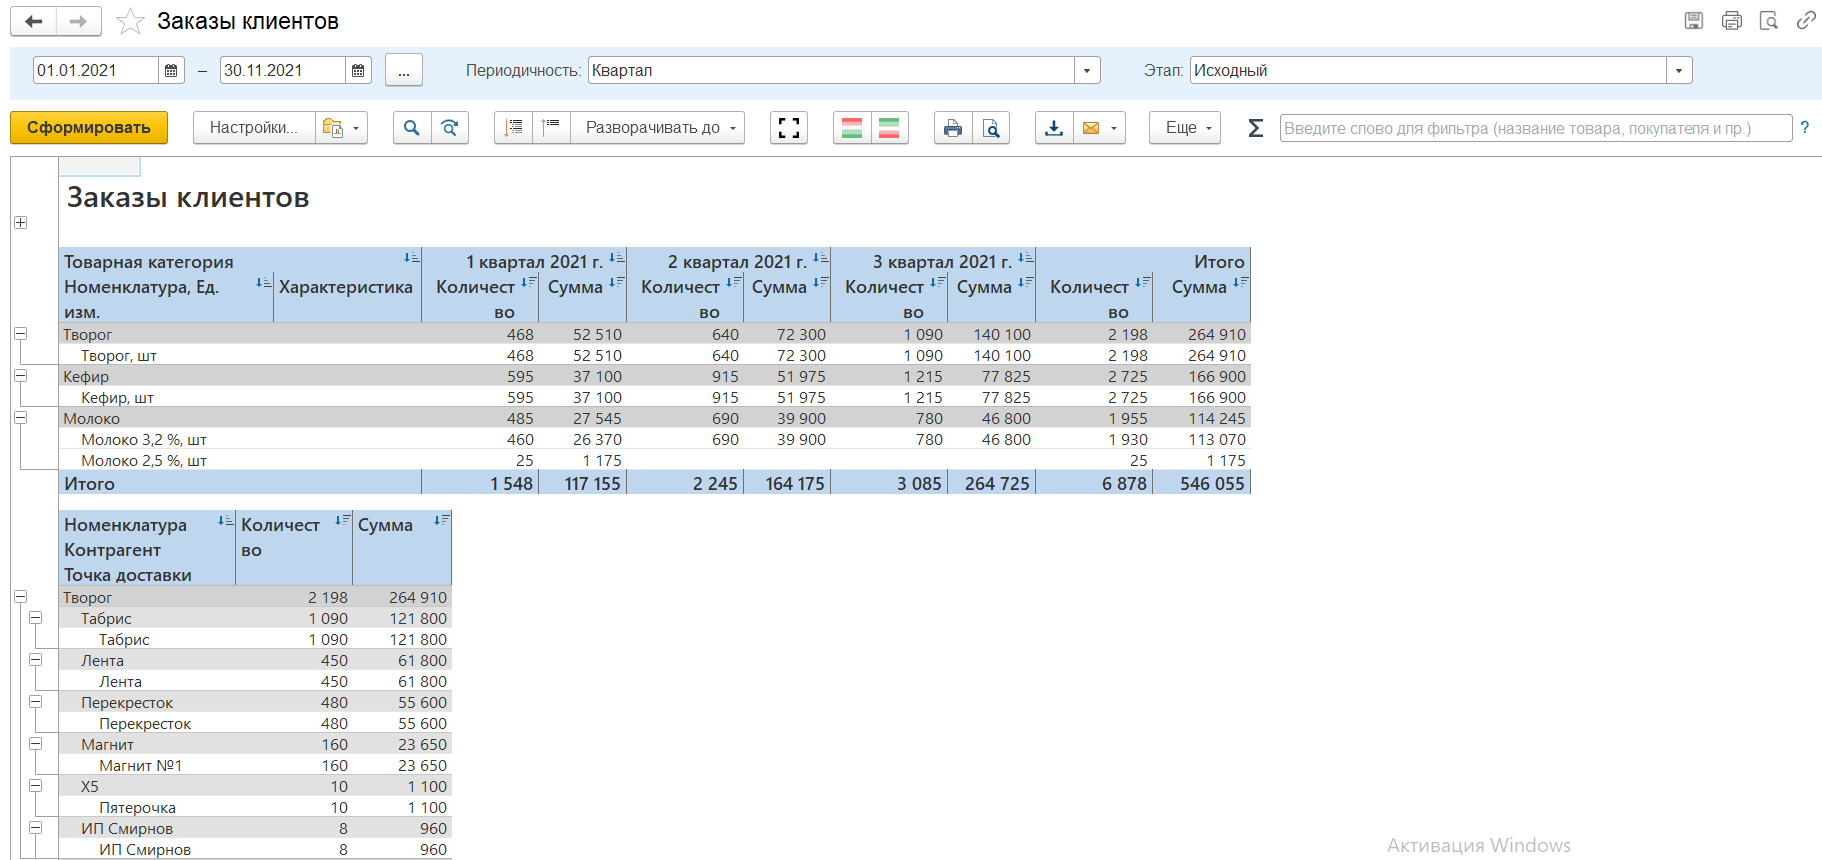 Заказы клиентов
01.01.2021 – 30.11.2021 ... Периодичность: Квартал Этап: Исходный
Сформировать Настройки... Разворачивать до Еще Σ Введите слово для фильтра (название товара, покупателя и пр.) ?
Заказы клиентов
Товарная категория 1 квартал 2021 г. 2 квартал 2021 г. 3 квартал 2021 г. Итого
Номенклатура, Ед. Характеристика Количест Сумма Количест Сумма Количест Сумма Количест Сумма
изм. во во во во
Творог 468 52 510 640 72 300 1 090 140 100 2 198 264 910
Творог, шт 468 52 510 640 72 300 1 090 140 100 2 198 264 910
Кефир 595 37 100 915 51 975 1 215 77 825 2 725 166 900
Кефир, шт 595 37 100 915 51 975 1 215 77 825 2 725 166 900
Молоко 485 27 545 690 39 900 780 46 800 1 955 114 245
Молоко 3,2 %, шт 460 26 370 690 39 900 780 46 800 1 930 113 070
Молоко 2,5 %, шт 25 1 175 25 1 175
Итого 1 548 117 155 2 245 164 175 3 085 264 725 6 878 546 055
Номенклатура Количест Сумма
Контрагент во
Точка доставки
Творог 2 198 264 910
Табрис 1 090 121 800
Табрис 1 090 121 800
Лента 450 61 800
Лента 450 61 800
Перекресток 480 55 600
Перекресток 480 55 600
Магнит 160 23 650
Магнит №1 160 23 650
Х5 10 1 100
Пятерочка 10 1 100
ИП Смирнов 8 960
ИП Смирнов 8 960
Активация Windows